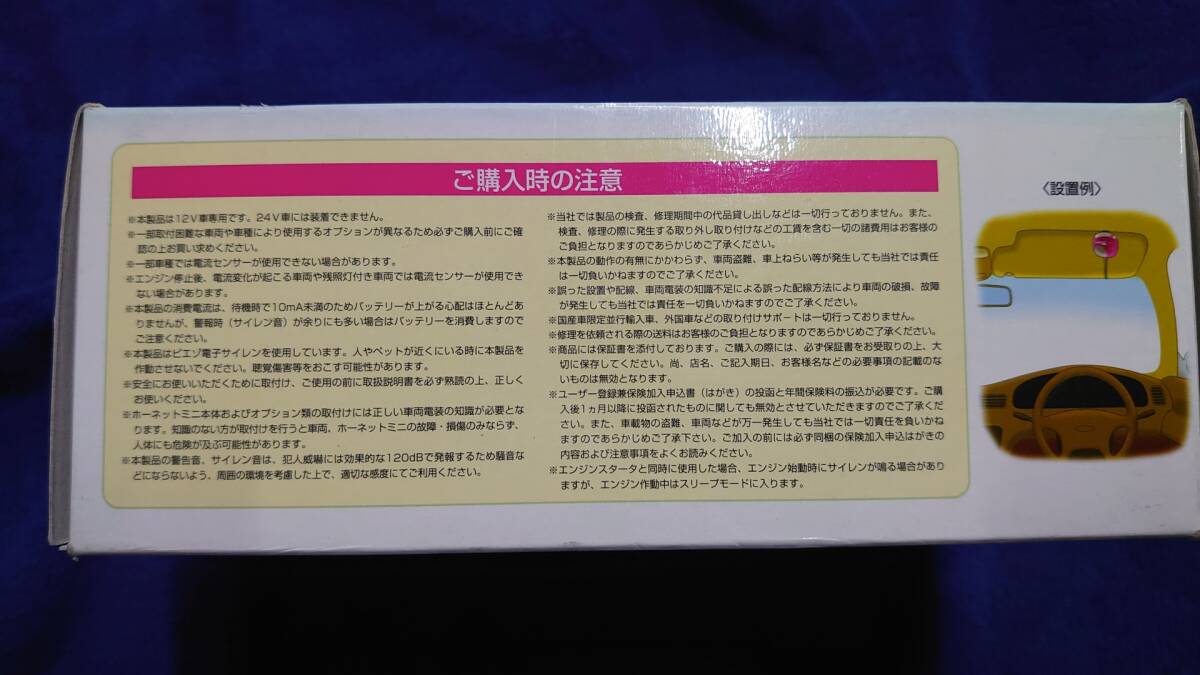 ご購入時の注意
※本製品は12V車専用です。24V車には装着できません。
※一部取付困難な車両や車種により使用するオプションが異なるため必ずご購入前にご確
認の上お買い求めください。
※一部車種では電流センサーが使用できない場合があります。
※エンジン停止後、電流変化が起こる車両や残照灯付き車両では電流センサーが使用でき
ない場合があります。
※本製品の消費電流は、待機時で10mA未満のためバッテリーが上がる心配はほとんどあ
りませんが、警報時（サイレン音）が余りにも多い場合はバッテリーを消費しますので
ご注意ください。
※本製品はピエゾ電子サイレンを使用しています。人やペットが近くにいる時に本製品を
作動させないでください。聴覚傷害等をおこす可能性があります。
※安全にお使いいただくために取付け、ご使用の前に取扱説明書を必ず熟読の上、正しく
お使いください。
※ホーネットミニ本体およびオプション類の取付けには正しい車両電装の知識が必要とな
ります。知識のない方が取付けを行うと車両、ホーネットミニの故障・損傷のみならず、
人体にも危険が及ぶ可能性があります。
※本製品の警告音、サイレン音は、犯人威嚇には効果的な120dBで発報するため騒音な
どにならないよう、周囲の環境を考慮した上で、適切な感度にてご利用ください。
※当社では製品の検査、修理期間中の代品貸し出しなどは一切行っておりません。また、
検査、修理の際に発生する取り外し取り付けなどの工賃を含む一切の諸費用はお客様の
ご負担となりますのであらかじめご了承ください。
※本製品の動作の有無にかかわらず、車両盗難、車上ねらい等が発生しても当社では責任
は一切負いかねますのでご了承ください。
※誤った設置や配線、車両電装の知識不足による誤った配線方法により車両の破損、故障
が発生しても当社では責任を一切負いかねますのでご了承ください。
※国産車限定並行輸入車、外国車などの取り付けサポートは一切行っておりません。
※修理を依頼される際の送料はお客様のご負担となりますのであらかじめご了承ください。
※商品には保証書を添付しております。ご購入の際には、必ず保証書をお受取りの上、大
切に保存してください。尚、店名、ご記入期日、お客様名などの必要事項の記載のな
いものは無効となります。
※ユーザー登録兼保険加入申込書（はがき）の投函と年間保険料の振込が必要です。ご購
入後1ヵ月以降に投函されたものに関しても無効とさせていただきますのでご了承くだ
さい。また、車載物の盗難、車両などが万一発生しても当社では一切責任を負いかね
ますのであらかじめご了承下さい。ご加入の前には必ず同梱の保険加入申込はがきの
内容および注意事項をよくお読みください。
※エンジンスタータと同時に使用した場合、エンジン始動時にサイレンが鳴る場合があり
ますが、エンジン作動中はスリープモードに入ります。
〈設置例〉